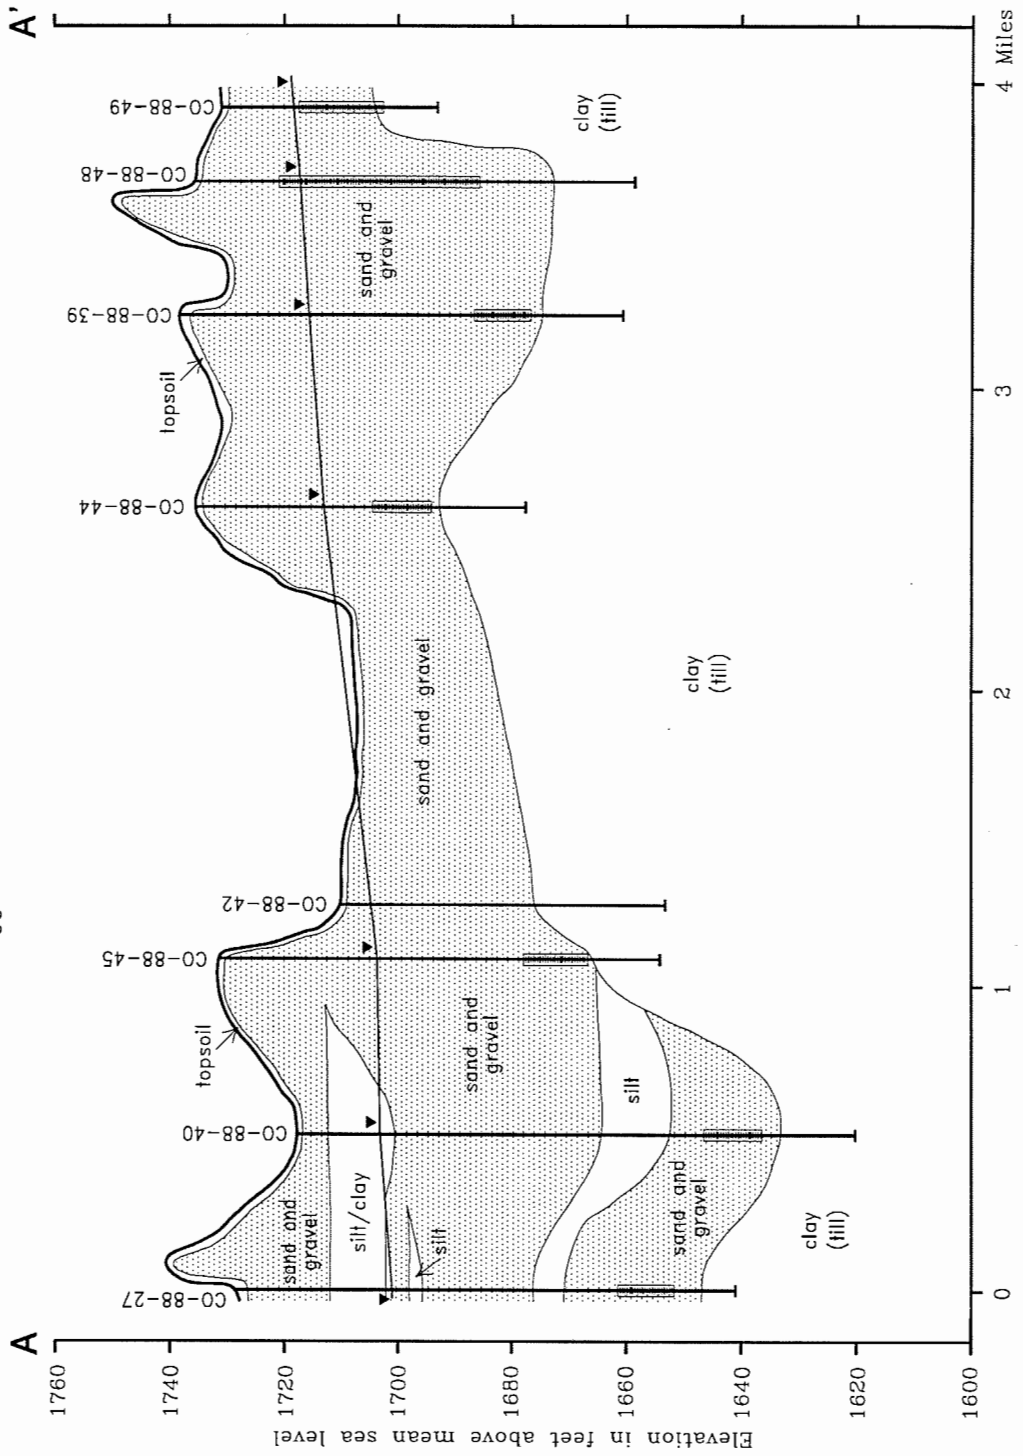 A
A'
CO-88-27
CO-88-40
CO-88-45
CO-88-42
CO-88-44
CO-88-39
CO-88-48
CO-88-49
topsoil
topsoil
sand and
gravel
silt/clay
silt
sand and
gravel
silt
sand and
gravel
clay
(till)
sand and gravel
clay
(till)
sand and
gravel
clay
(till)
Elevation in feet above mean sea level
1760
1740
1720
1700
1680
1660
1640
1620
1600
0
1
2
3
4 Miles